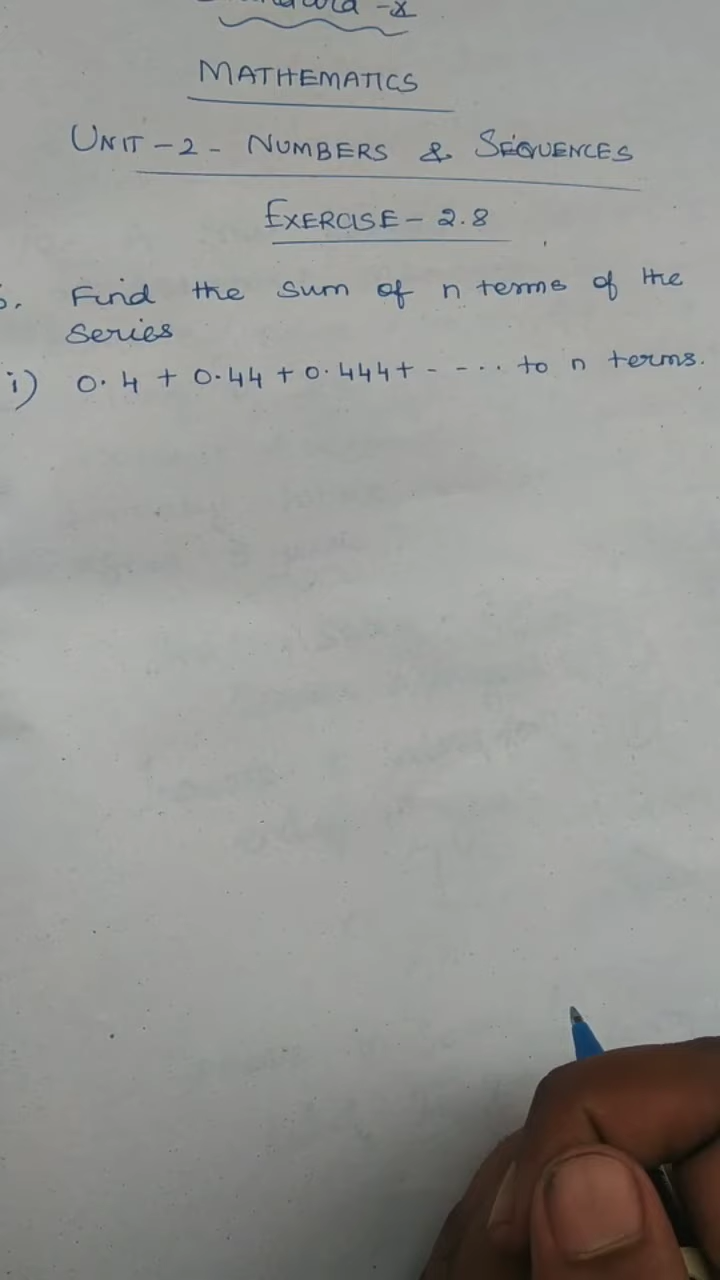 -X
MATHEMATICS
UNIT-2- NUMBERS & SEQUENCES
EXERCISE- 2.8
Find the sum of n terms of the
series
i) 0.4 + 0.44 + 0.444+ - -... to n terms.